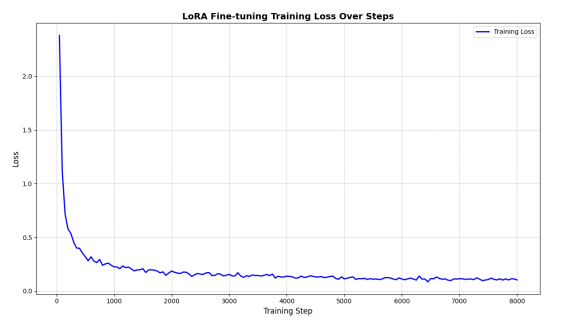 LoRA Fine-tuning Training Loss Over Steps
Training Loss
2.0
1.5
1.0
0.5
0.0
Loss
0 1000 2000 3000 4000 5000 6000 7000 8000
Training Step